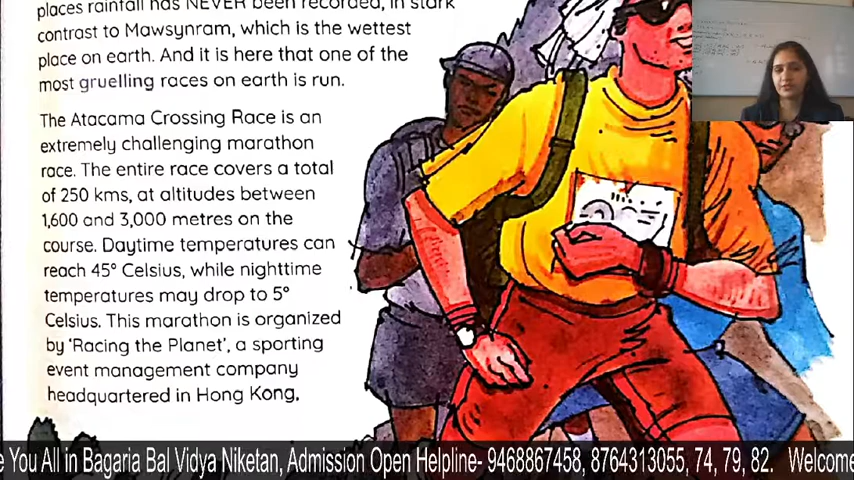 places rainfall has NEVER been recorded, in stark
contrast to Mawsynram, which is the wettest
place on earth. And it is here that one of the
most gruelling races on earth is run.
The Atacama Crossing Race is an
extremely challenging marathon
race. The entire race covers a total
of 250 kms, at altitudes between
1,600 and 3,000 metres on the
course. Daytime temperatures can
reach 45° Celsius, while nighttime
temperatures may drop to 5°
Celsius. This marathon is organized
by ‘Racing the Planet’, a sporting
event management company
headquartered in Hong Kong.
e You All in Bagaria Bal Vidya Niketan, Admission Open Helpline- 9468867458, 8764313055, 74, 79, 82. Welcome